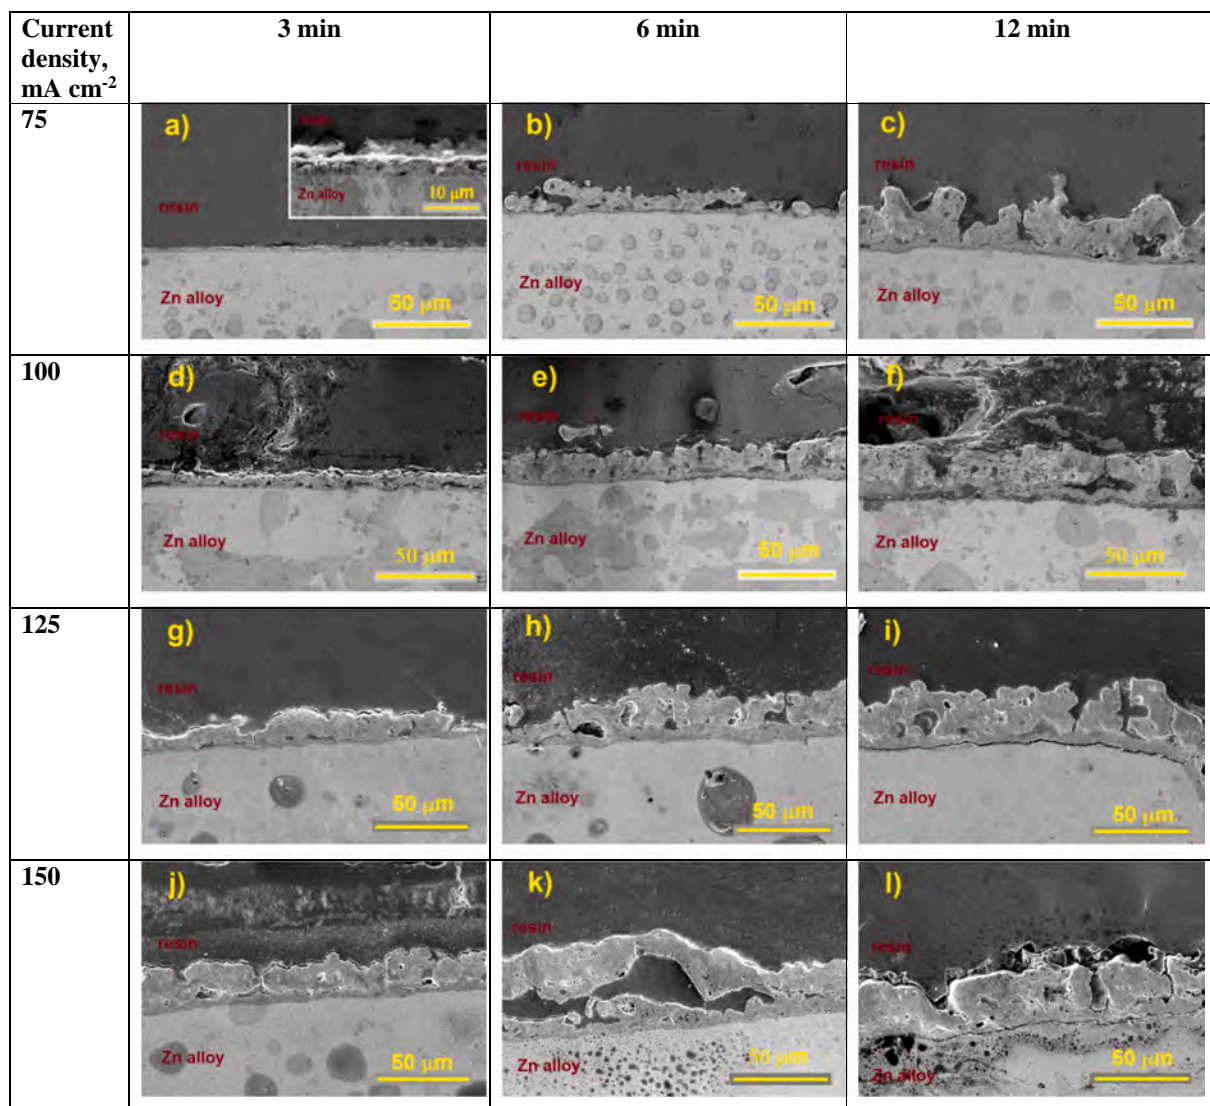 Current density, mA cm-2
3 min
6 min
12 min
75
a)
resin
Zn alloy
10 µm
resin
Zn alloy
50 µm
b)
resin
Zn alloy
50 µm
c)
resin
Zn alloy
50 µm
100
d)
resin
Zn alloy
50 µm
e)
resin
Zn alloy
50 µm
f)
resin
Zn alloy
50 µm
125
g)
resin
Zn alloy
50 µm
h)
resin
Zn alloy
50 µm
i)
resin
Zn alloy
50 µm
150
j)
resin
Zn alloy
50 µm
k)
resin
Zn alloy
50 µm
l)
resin
Zn alloy
50 µm